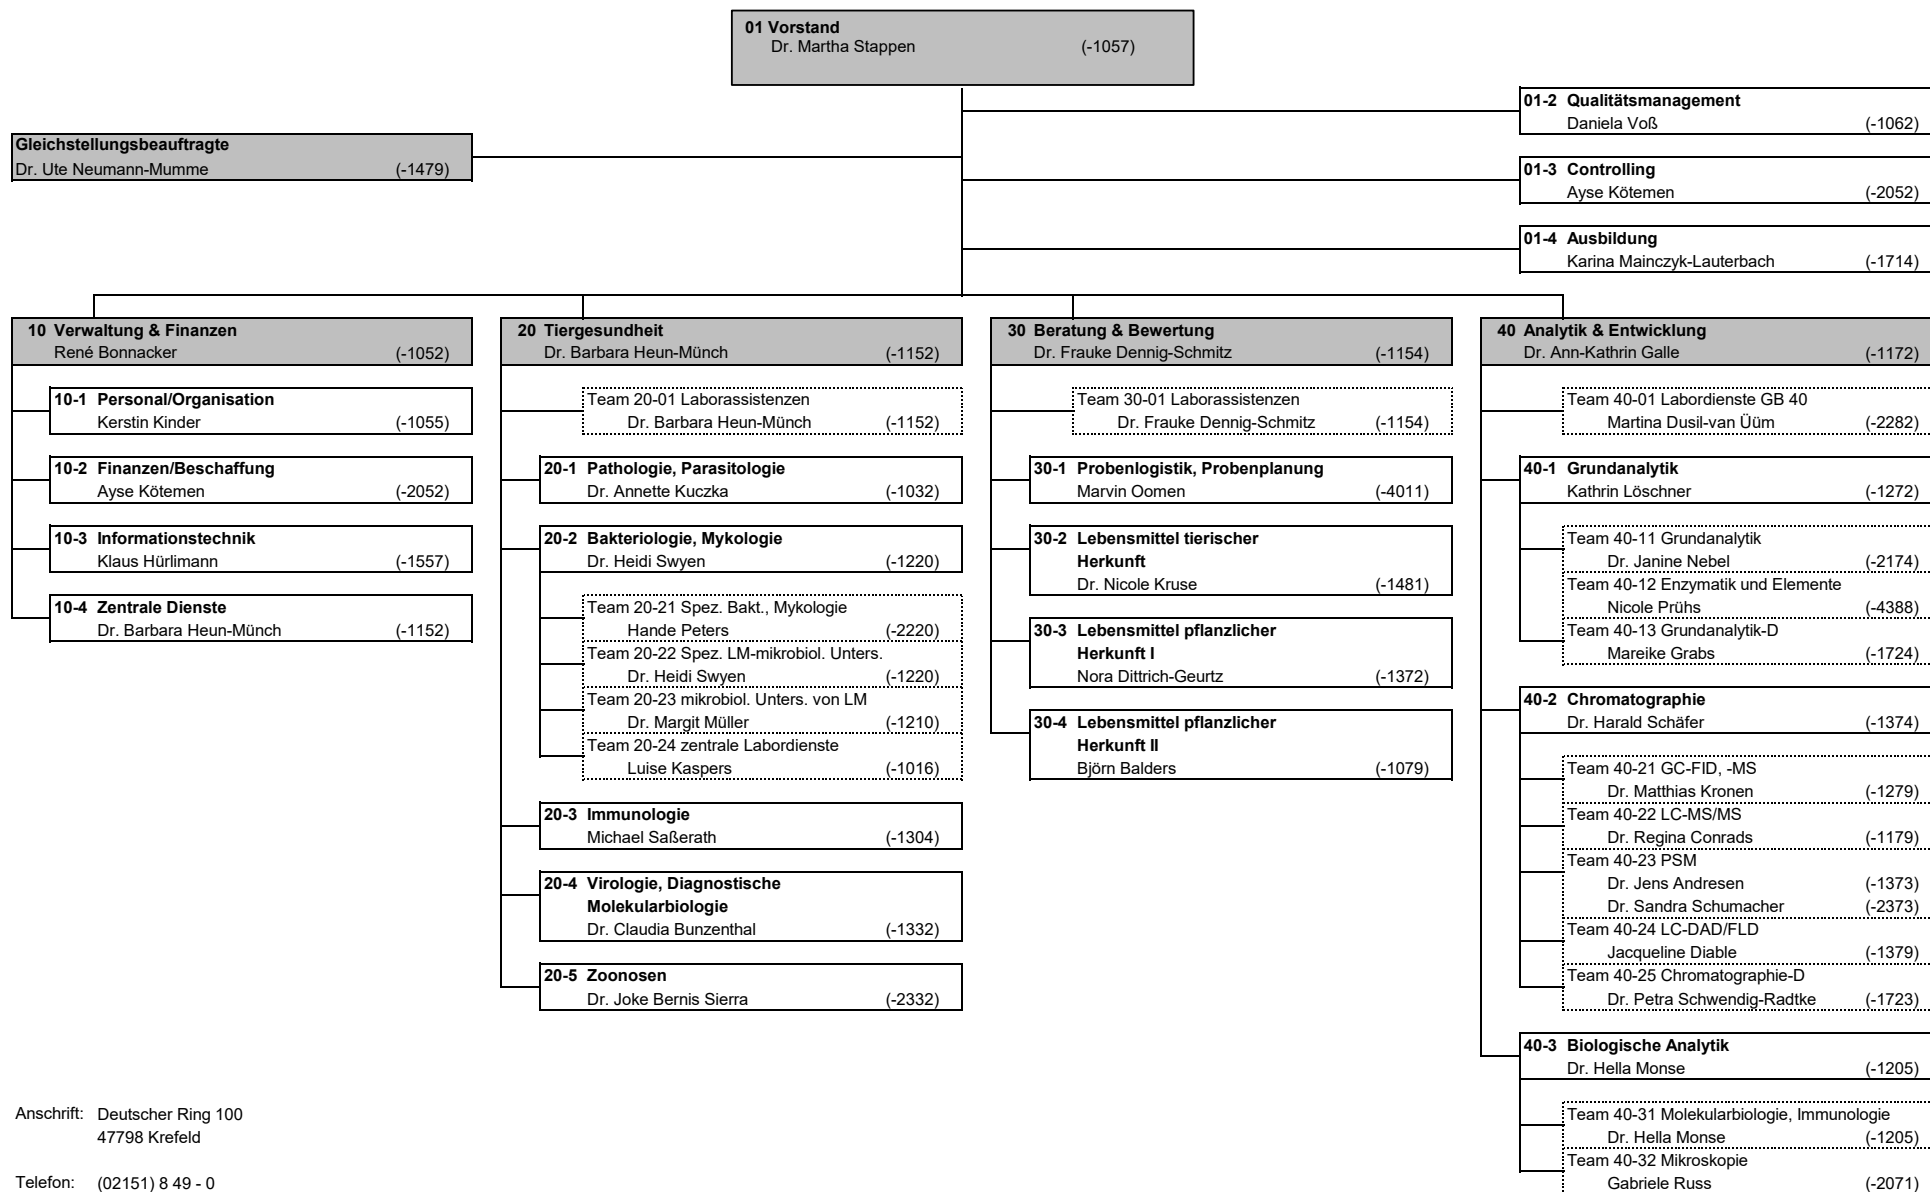 01 Vorstand
Dr. Martha Stappen (-1057)
01-2 Qualitätsmanagement
Daniela Voß (-1062)
Gleichstellungsbeauftragte
Dr. Ute Neumann-Mumme (-1479)
01-3 Controlling
Ayse Kötemen (-2052)
01-4 Ausbildung
Karina Mainczyk-Lauterbach (-1714)
10 Verwaltung & Finanzen
René Bonnacker (-1052)
10-1 Personal/Organisation
Kerstin Kinder (-1055)
10-2 Finanzen/Beschaffung
Ayse Kötemen (-2052)
10-3 Informationstechnik
Klaus Hürlimann (-1557)
10-4 Zentrale Dienste
Dr. Barbara Heun-Münch (-1152)
20 Tiergesundheit
Dr. Barbara Heun-Münch (-1152)
Team 20-01 Laborassistenzen
Dr. Barbara Heun-Münch (-1152)
20-1 Pathologie, Parasitologie
Dr. Annette Kuczka (-1032)
20-2 Bakteriologie, Mykologie
Dr. Heidi Swyen (-1220)
Team 20-21 Spez. Bakt., Mykologie
Hande Peters (-2220)
Team 20-22 Spez. LM-mikrobiol. Unters.
Dr. Heidi Swyen (-1220)
Team 20-23 mikrobiol. Unters. von LM
Dr. Margit Müller (-1210)
Team 20-24 zentrale Labordienste
Luise Kaspers (-1016)
20-3 Immunologie
Michael Saßerath (-1304)
20-4 Virologie, Diagnostische
Molekularbiologie
Dr. Claudia Bunzenthal (-1332)
20-5 Zoonosen
Dr. Joke Bernis Sierra (-2332)
30 Beratung & Bewertung
Dr. Frauke Dennig-Schmitz (-1154)
Team 30-01 Laborassistenzen
Dr. Frauke Dennig-Schmitz (-1154)
30-1 Probenlogistik, Probenplanung
Marvin Oomen (-4011)
30-2 Lebensmittel tierischer
Herkunft
Dr. Nicole Kruse (-1481)
30-3 Lebensmittel pflanzlicher
Herkunft I
Nora Dittrich-Geurtz (-1372)
30-4 Lebensmittel pflanzlicher
Herkunft II
Björn Balders (-1079)
40 Analytik & Entwicklung
Dr. Ann-Kathrin Galle (-1172)
Team 40-01 Labordienste GB 40
Martina Dusil-van Üüm (-2282)
40-1 Grundanalytik
Kathrin Löschner (-1272)
Team 40-11 Grundanalytik
Dr. Janine Nebel (-2174)
Team 40-12 Enzymatik und Elemente
Nicole Prühs (-4388)
Team 40-13 Grundanalytik-D
Mareike Grabs (-1724)
40-2 Chromatographie
Dr. Harald Schäfer (-1374)
Team 40-21 GC-FID, -MS
Dr. Matthias Kronen (-1279)
Team 40-22 LC-MS/MS
Dr. Regina Conrads (-1179)
Team 40-23 PSM
Dr. Jens Andresen (-1373)
Dr. Sandra Schumacher (-2373)
Team 40-24 LC-DAD/FLD
Jacqueline Diable (-1379)
Team 40-25 Chromatographie-D
Dr. Petra Schwendig-Radtke (-1723)
40-3 Biologische Analytik
Dr. Hella Monse (-1205)
Team 40-31 Molekularbiologie, Immunologie
Dr. Hella Monse (-1205)
Team 40-32 Mikroskopie
Gabriele Russ (-2071)
Anschrift: Deutscher Ring 100
47798 Krefeld
Telefon: (02151) 8 49 - 0